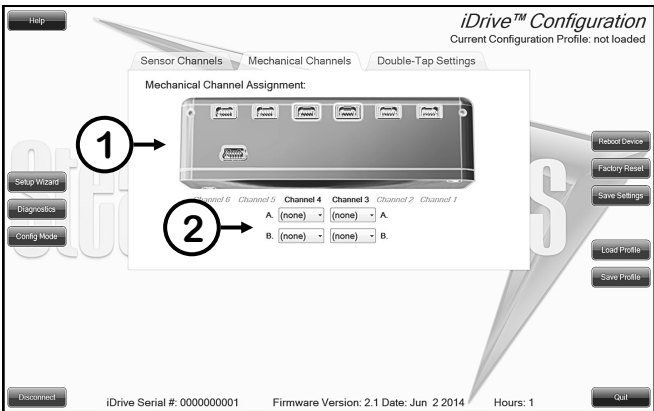 Help
iDrive™ Configuration
Current Configuration Profile: not loaded
Sensor Channels Mechanical Channels Double-Tap Settings
Mechanical Channel Assignment:
1
Reboot Device
Factory Reset
Save Settings
Setup Wizard
Diagnostics
Config Mode
Channel 6 Channel 5 Channel 4 Channel 3 Channel 2 Channel 1
2
A. (none) (none) A.
B. (none) (none) B.
Load Profile
Save Profile
Disconnect
iDrive Serial #: 0000000001 Firmware Version: 2.1 Date: Jun 2 2014 Hours: 1
Quit